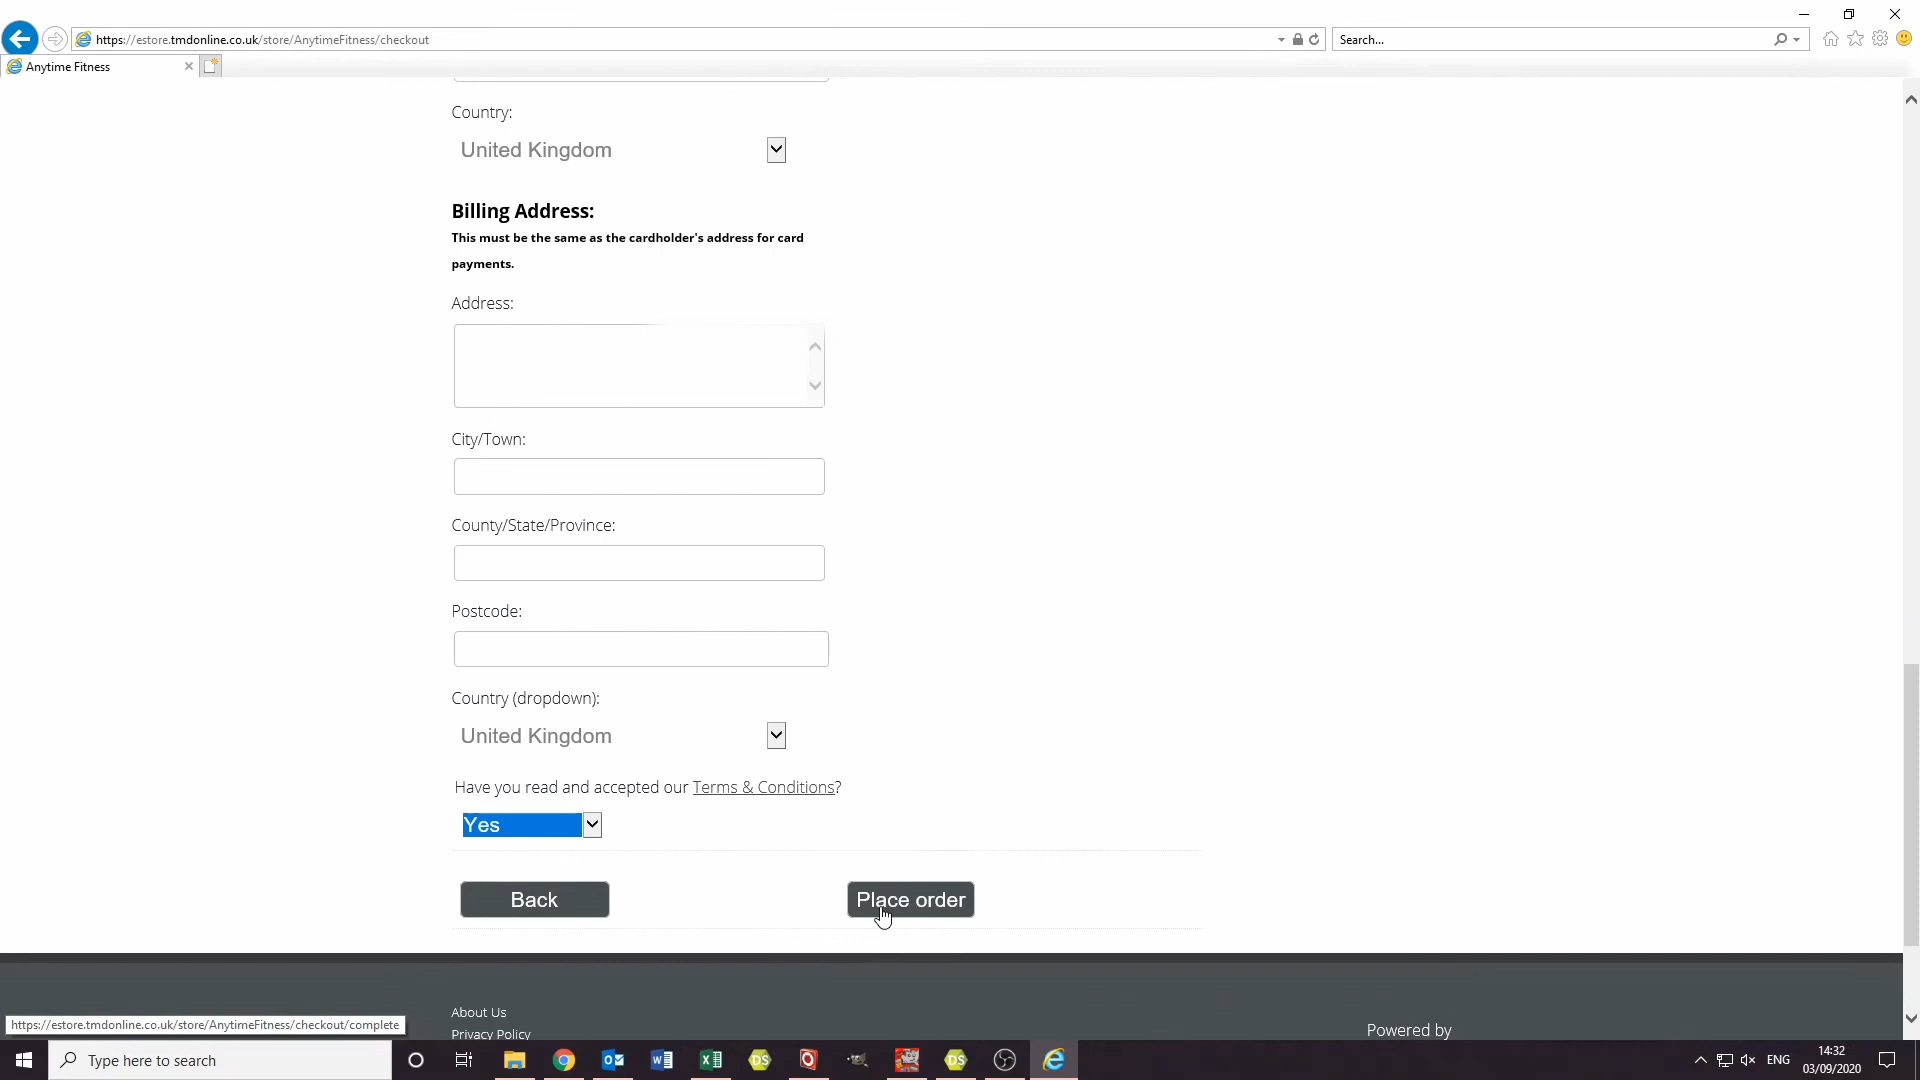 https://estore.tmdonline.co.uk/store/AnytimeFitness/checkout
Search...
Anytime Fitness
Country:
United Kingdom
Billing Address:
This must be the same as the cardholder's address for card
payments.
Address:
City/Town:
County/State/Province:
Postcode:
Country (dropdown):
United Kingdom
Have you read and accepted our Terms & Conditions?
Yes
Back
Place order
About Us
Privacy Policy
Powered by
https://estore.tmdonline.co.uk/store/AnytimeFitness/checkout/complete
Type here to search
DS
DS
ENG
14:32
03/09/2020